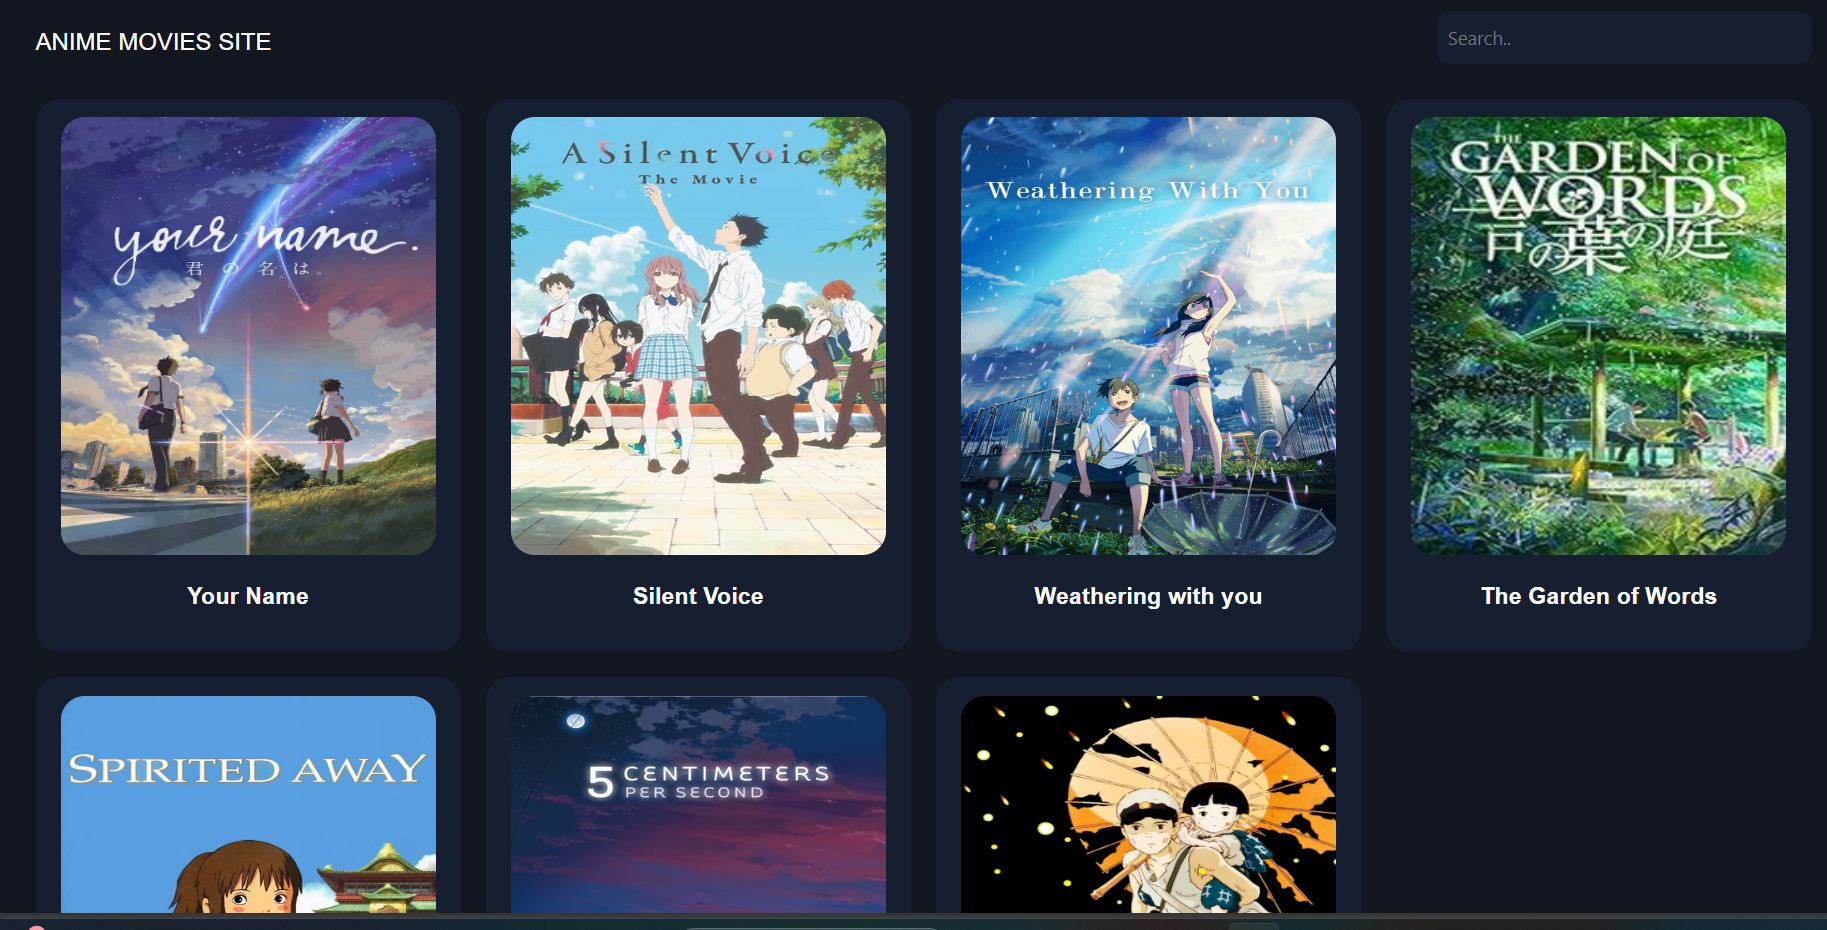 ANIME MOVIES SITE
Search..
your name.
君の名は。
A Silent Voice
The Movie
Weathering With You
THE
GARDEN OF
WORDS
言の葉の庭
Your Name
Silent Voice
Weathering with you
The Garden of Words
SPIRITED AWAY
5 CENTIMETERS
PER SECOND